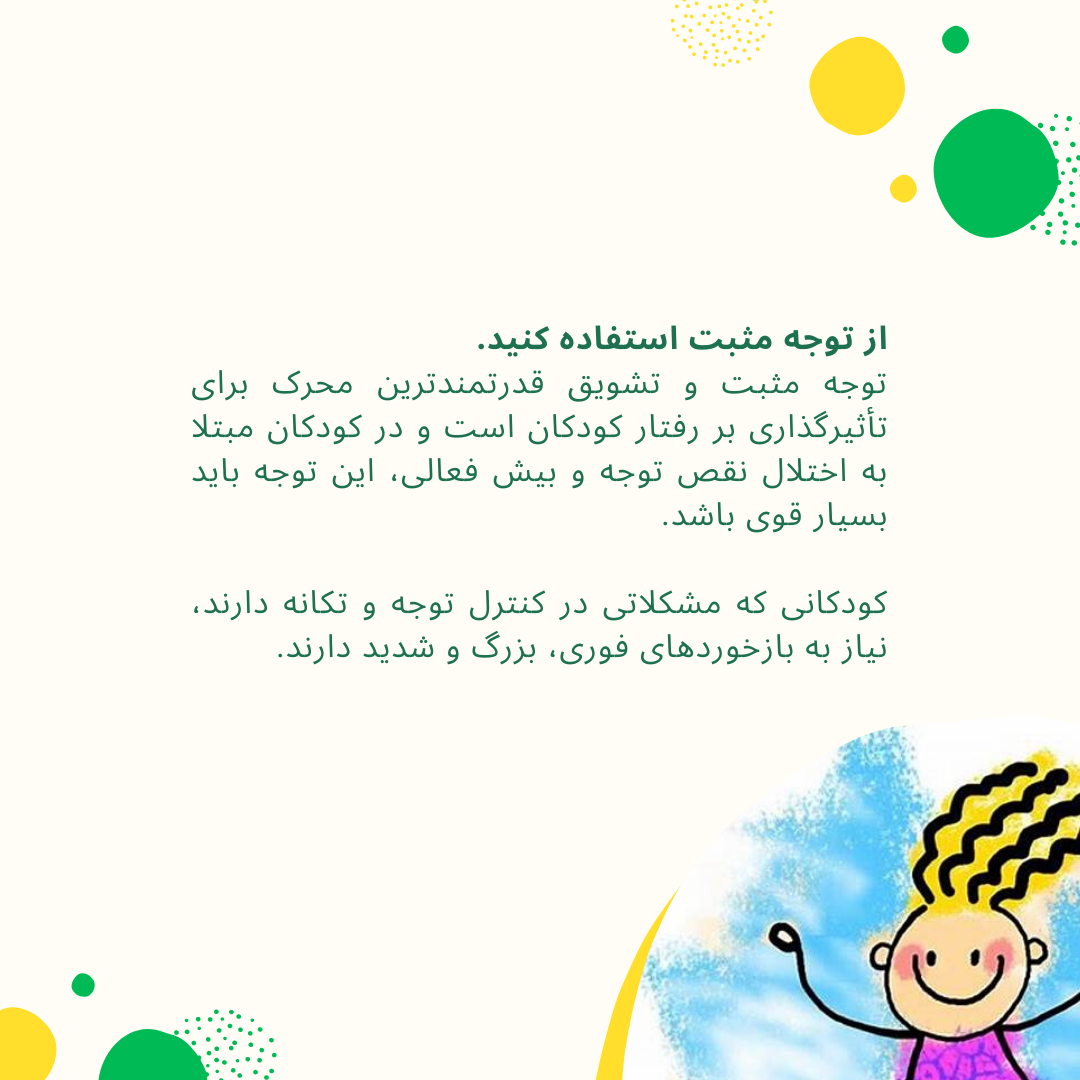 از توجه مثبت استفاده کنید.
توجه مثبت و تشویق قدرتمندترین محرک برای
تأثیرگذاری بر رفتار کودکان است و در کودکان مبتلا
به اختلال نقص توجه و بیش فعالی، این توجه باید
بسیار قوی باشد.
کودکانی که مشکلاتی در کنترل توجه و تکانه دارند،
نیاز به بازخوردهای فوری، بزرگ و شدید دارند.